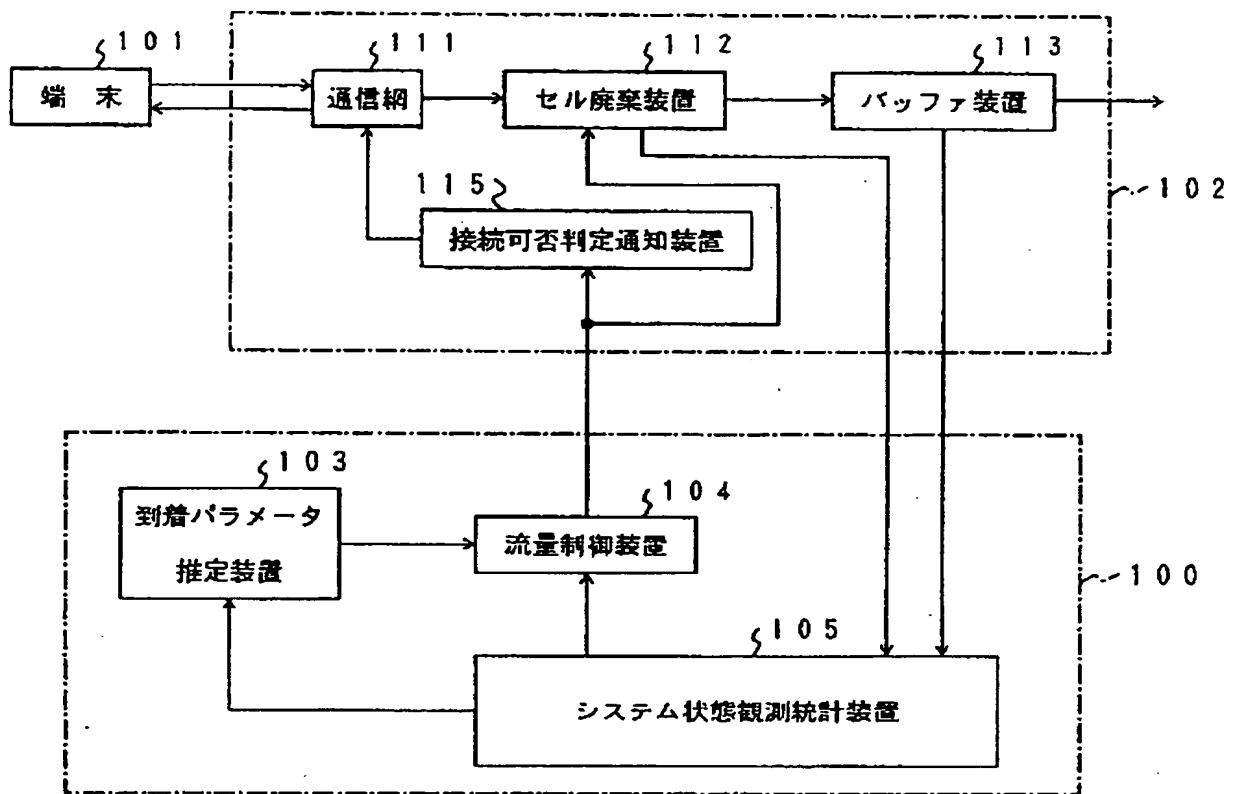 101
111
112
113
端末
通信網
セル廃棄装置
バッファ装置
115
102
接続可否判定通知装置
103
到着パラメータ
推定装置
104
流量制御装置
100
105
システム状態観測統計装置